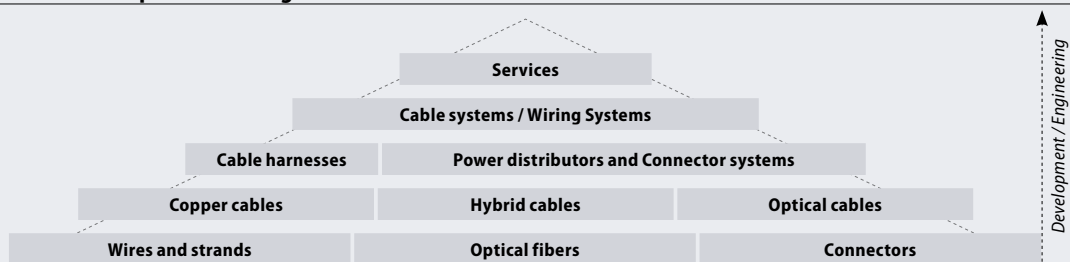 Services
Cable systems / Wiring Systems
Cable harnesses Power distributors and Connector systems
Copper cables Hybrid cables Optical cables
Wires and strands Optical fibers Connectors
Development / Engineering